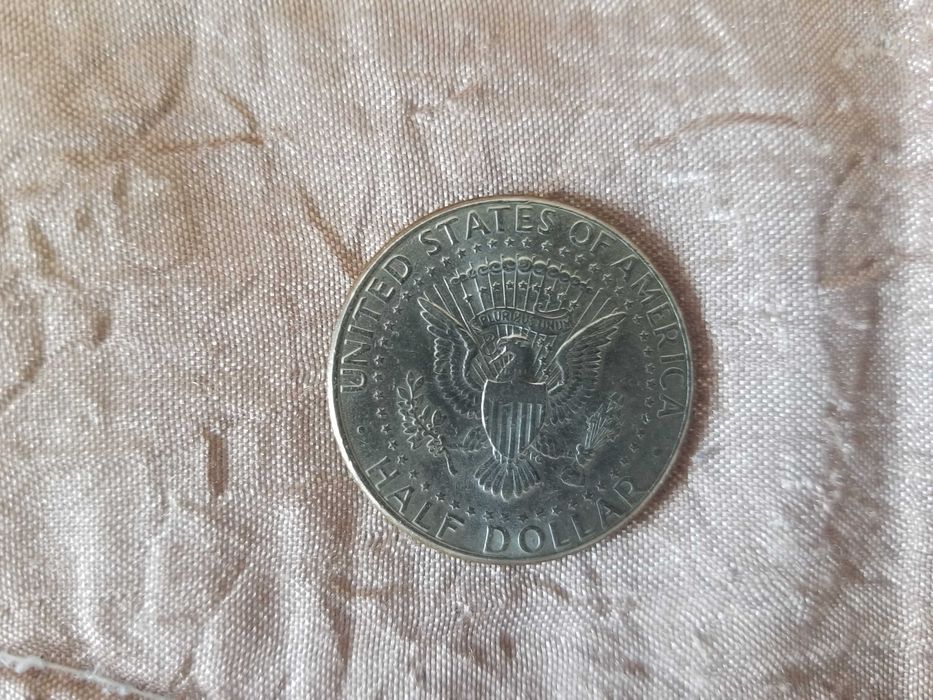 UNITED STATES OF AMERICA
E PLURIBUS UNUM
HALF DOLLAR